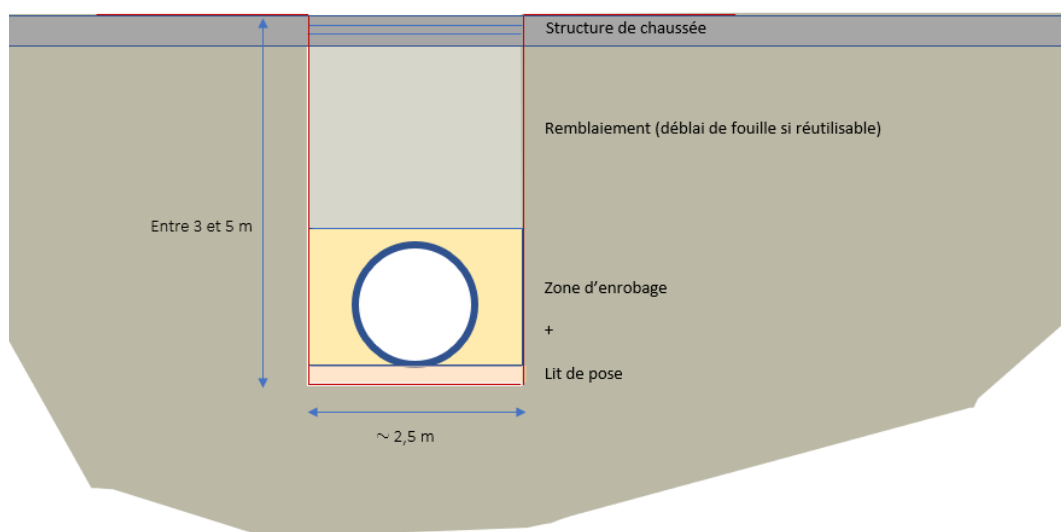 Structure de chaussée
Remblaiement (déblai de fouille si réutilisable)
Entre 3 et 5 m
Zone d’enrobage
+
Lit de pose
~ 2,5 m